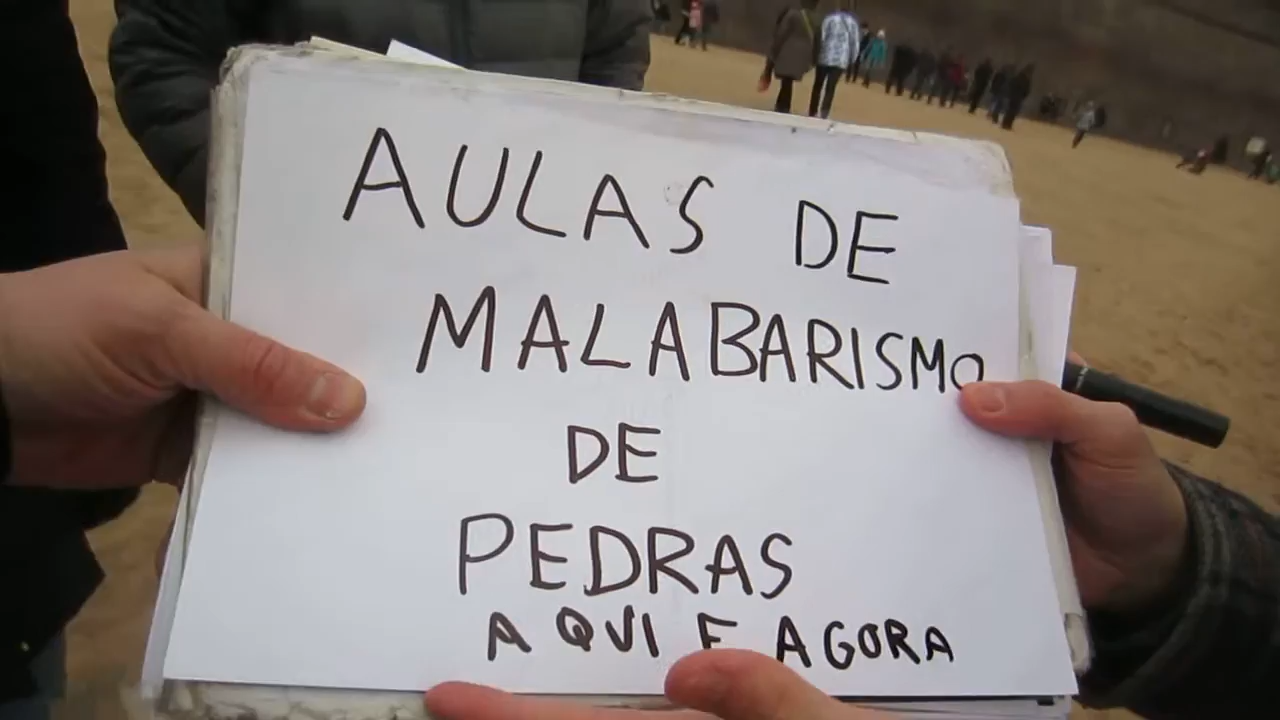 AULAS DE
MALABARISMO
DE
PEDRAS
AQUI E AGORA